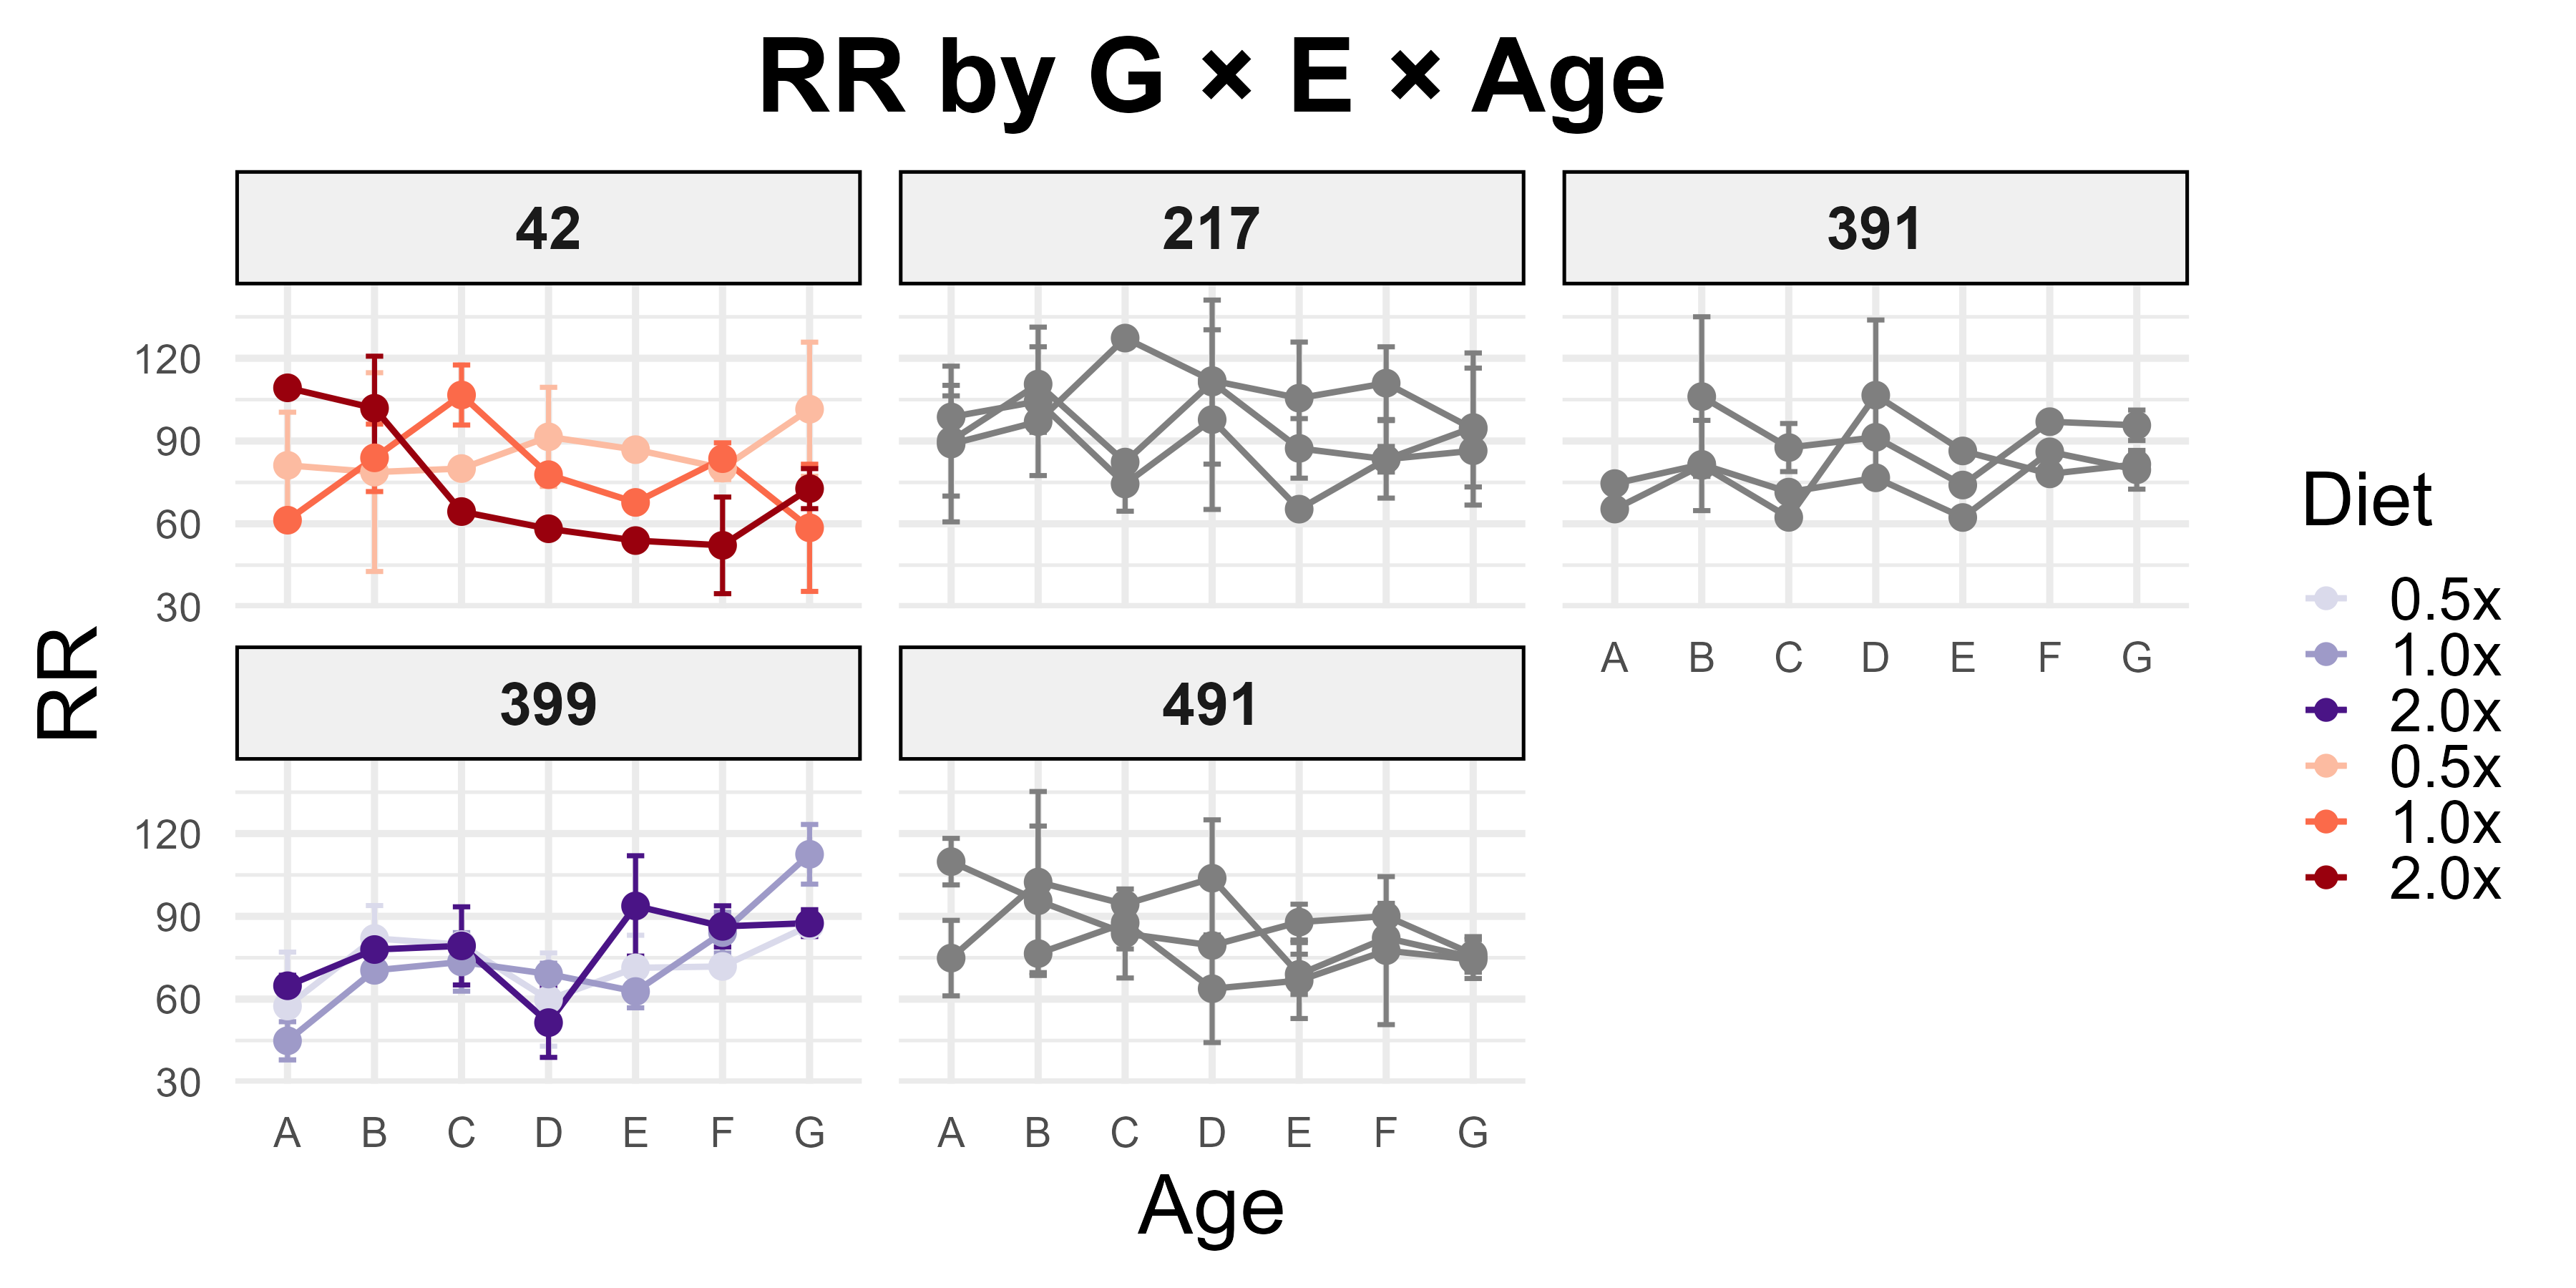 RR by G × E × Age
42
217
391
120
90
60
30
A B C D E F G
399
491
120
90
60
30
A B C D E F G
A B C D E F G
RR
Age
Diet
0.5x
1.0x
2.0x
0.5x
1.0x
2.0x